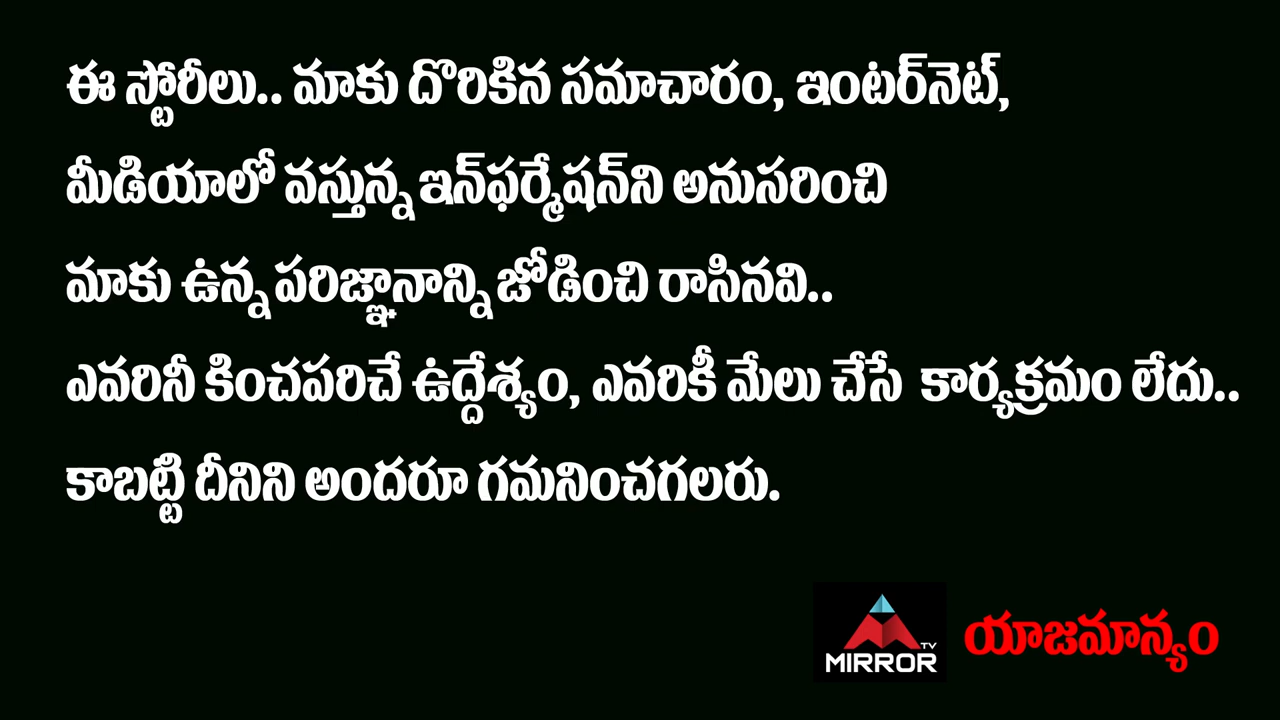 ఈ స్టోరీలు.. మాకు దొరికిన సమాచారం, ఇంటర్‌నెట్,
మీడియాలో వస్తున్న ఇన్‌ఫర్మేషన్‌ని అనుసరించి
మాకు ఉన్న పరిజ్ఞానాన్ని జోడించి రాసినవి..
ఎవరినీ కించపరిచే ఉద్దేశ్యం, ఎవరికీ మేలు చేసే కార్యక్రమం లేదు..
కాబట్టి దీనిని అందరూ గమనించగలరు.
TV
MIRROR
యాజమాన్యం